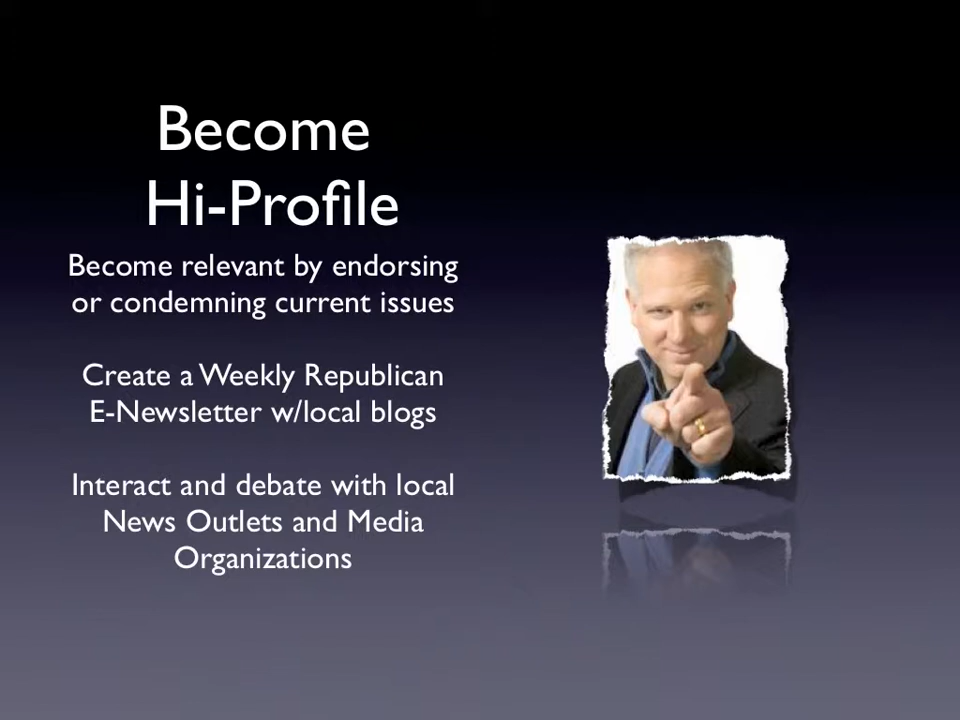 Become
Hi-Profile
Become relevant by endorsing
or condemning current issues
Create a Weekly Republican
E-Newsletter w/local blogs
Interact and debate with local
News Outlets and Media
Organizations